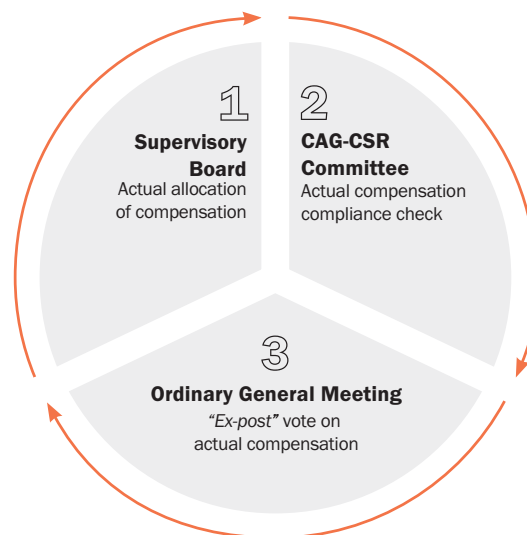 1
Supervisory
Board
Actual allocation
of compensation
2
CAG-CSR
Committee
Actual compensation
compliance check
3
Ordinary General Meeting
"Ex-post" vote on
actual compensation